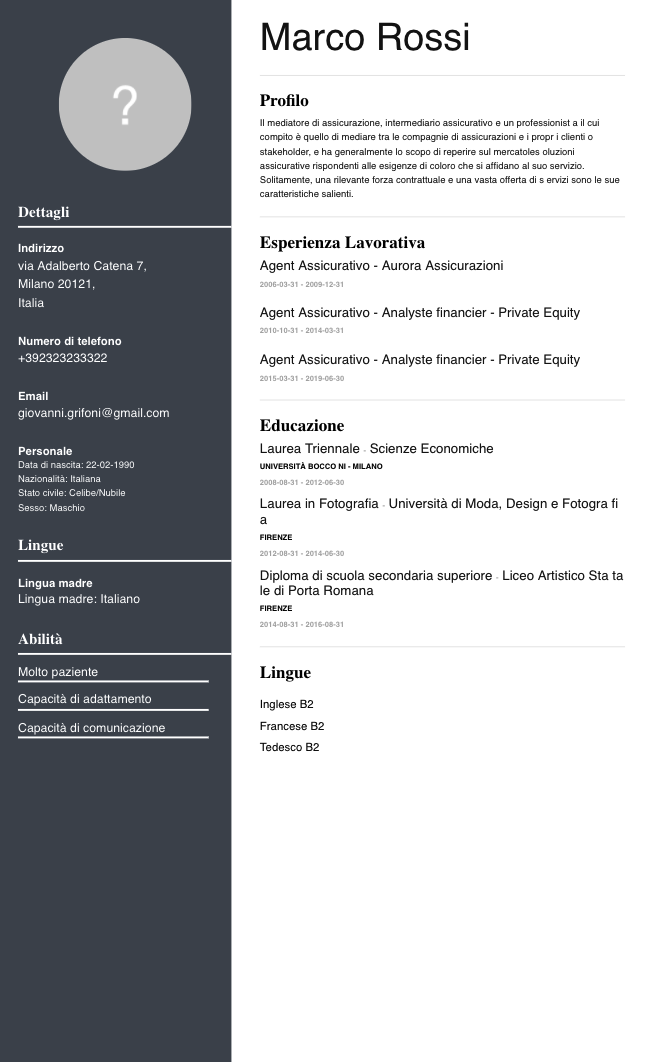 ?
Dettagli
Indirizzo
via Adalberto Catena 7,
Milano 20121,
Italia
Numero di telefono
+392323233322
Email
giovanni.grifoni@gmail.com
Personale
Data di nascita: 22-02-1990
Nazionalità: Italiana
Stato civile: Celibe/Nubile
Sesso: Maschio
Lingue
Lingua madre
Lingua madre: Italiano
Abilità
Molto paziente
Capacità di adattamento
Capacità di comunicazione
Marco Rossi
Profilo
Il mediatore di assicurazione, intermediario assicurativo e un professionist a il cui
compito è quello di mediare tra le compagnie di assicurazioni e i propr i clienti o
stakeholder, e ha generalmente lo scopo di reperire sul mercatoles oluzioni
assicurative rispondenti alle esigenze di coloro che si affidano al suo servizio.
Solitamente, una rilevante forza contrattuale e una vasta offerta di s ervizi sono le sue
caratteristiche salienti.
Esperienza Lavorativa
Agent Assicurativo - Aurora Assicurazioni
2006-03-31 - 2009-12-31
Agent Assicurativo - Analyste financier - Private Equity
2010-10-31 - 2014-03-31
Agent Assicurativo - Analyste financier - Private Equity
2015-03-31 - 2019-06-30
Educazione
Laurea Triennale - Scienze Economiche
UNIVERSITÀ BOCCO NI - MILANO
2008-08-31 - 2012-06-30
Laurea in Fotografia - Università di Moda, Design e Fotogra fi
a
FIRENZE
2012-08-31 - 2014-06-30
Diploma di scuola secondaria superiore - Liceo Artistico Sta ta
le di Porta Romana
FIRENZE
2014-08-31 - 2016-08-31
Lingue
Inglese B2
Francese B2
Tedesco B2